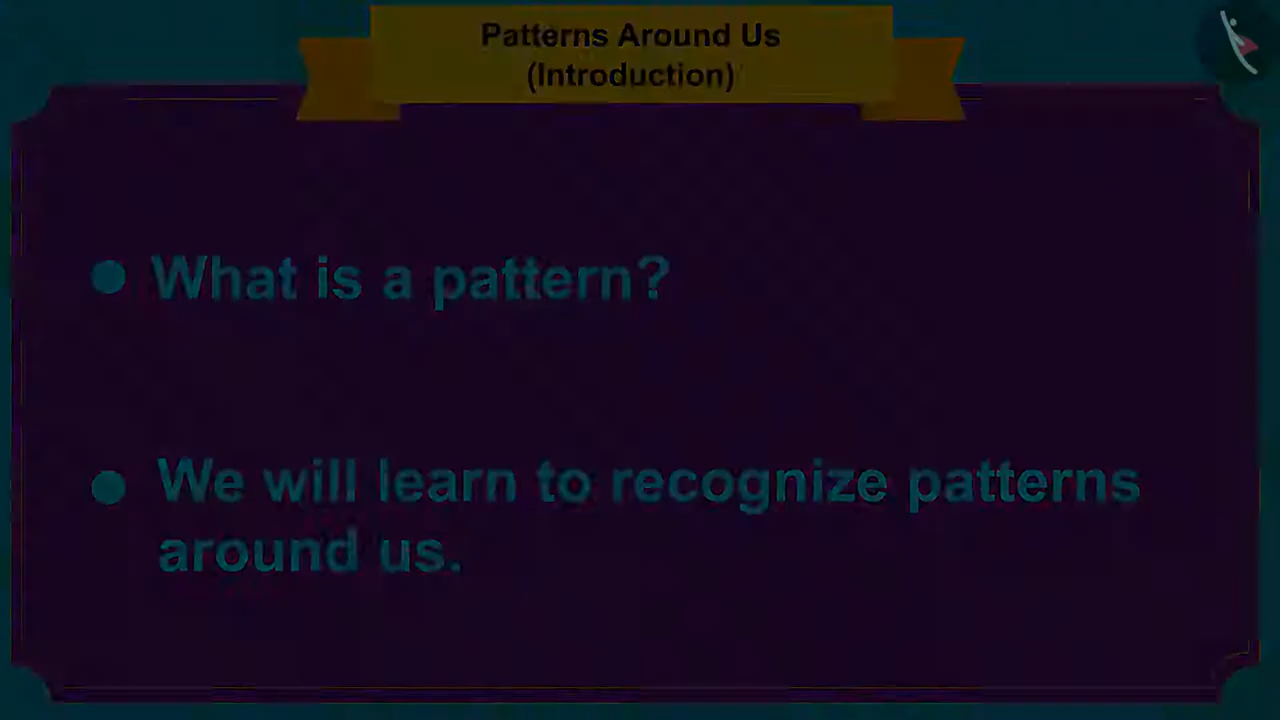 Patterns Around Us
(Introduction)
What is a pattern?
We will learn to recognize patterns
around us.